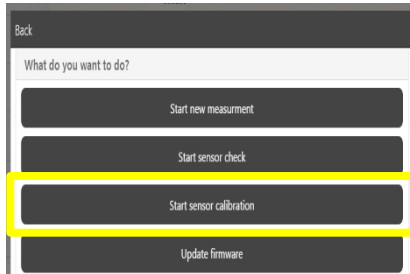 Back
What do you want to do?
Start new measurment
Start sensor check
Start sensor calibration
Update firmware